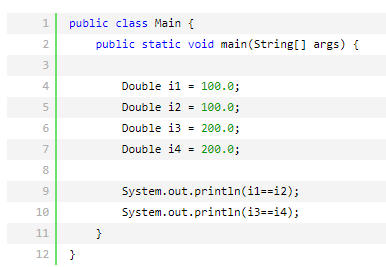 1 public class Main {
2     public static void main(String[] args) {
3
4         Double i1 = 100.0;
5         Double i2 = 100.0;
6         Double i3 = 200.0;
7         Double i4 = 200.0;
8
9         System.out.println(i1==i2);
10         System.out.println(i3==i4);
11     }
12 }